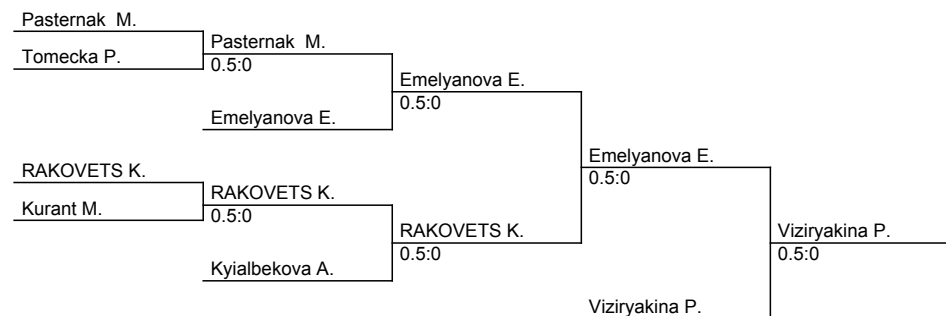 Pasternak  M.
Tomecka P.
Pasternak  M.
0.5:0
Emelyanova E.
Emelyanova E.
0.5:0
RAKOVETS K.
Kurant M.
RAKOVETS K.
0.5:0
Kyialbekova A.
RAKOVETS K.
0.5:0
Emelyanova E.
0.5:0
Viziryakina P.
Viziryakina P.
0.5:0